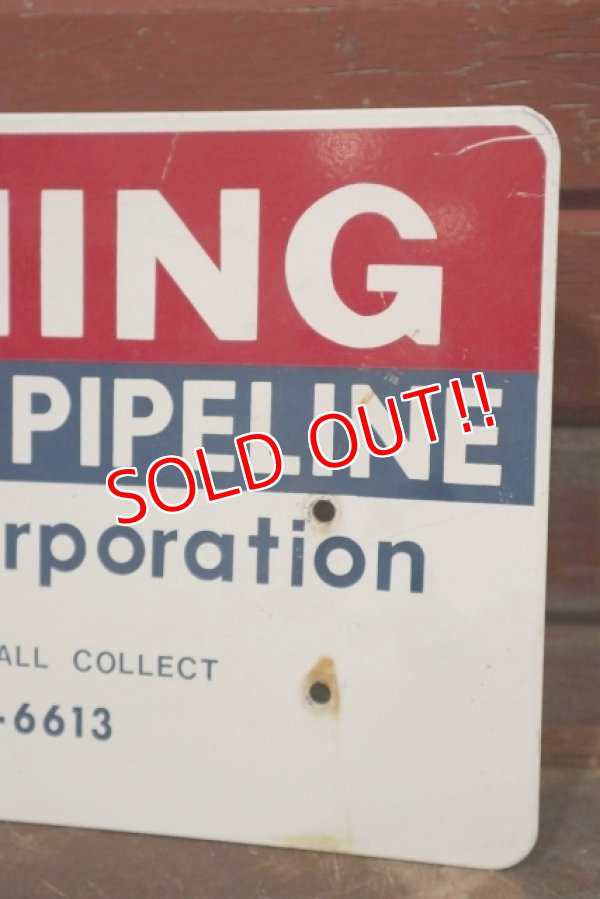 NING
PIPELINE
SOLD OUT!!
rporation
ALL COLLECT
-6613